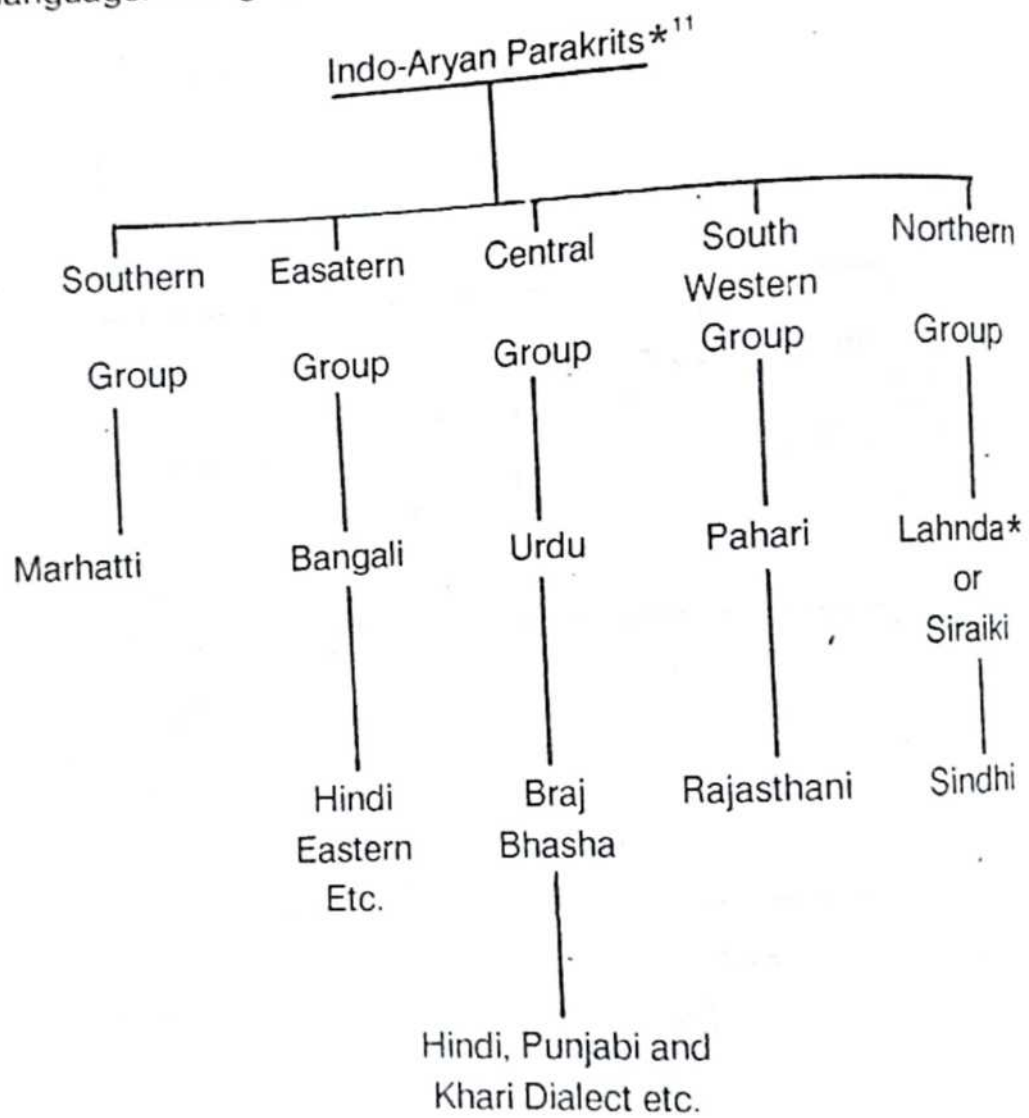 Indo-Aryan Parakrits*11
Southern Easatern Central South Western Northern
Group Group Group Group Group
Marhatti Bangali Urdu Pahari Lahnda*
or
Siraiki
Hindi
Eastern
Etc.
Braj
Bhasha
Rajasthani
Sindhi
Hindi, Punjabi and
Khari Dialect etc.